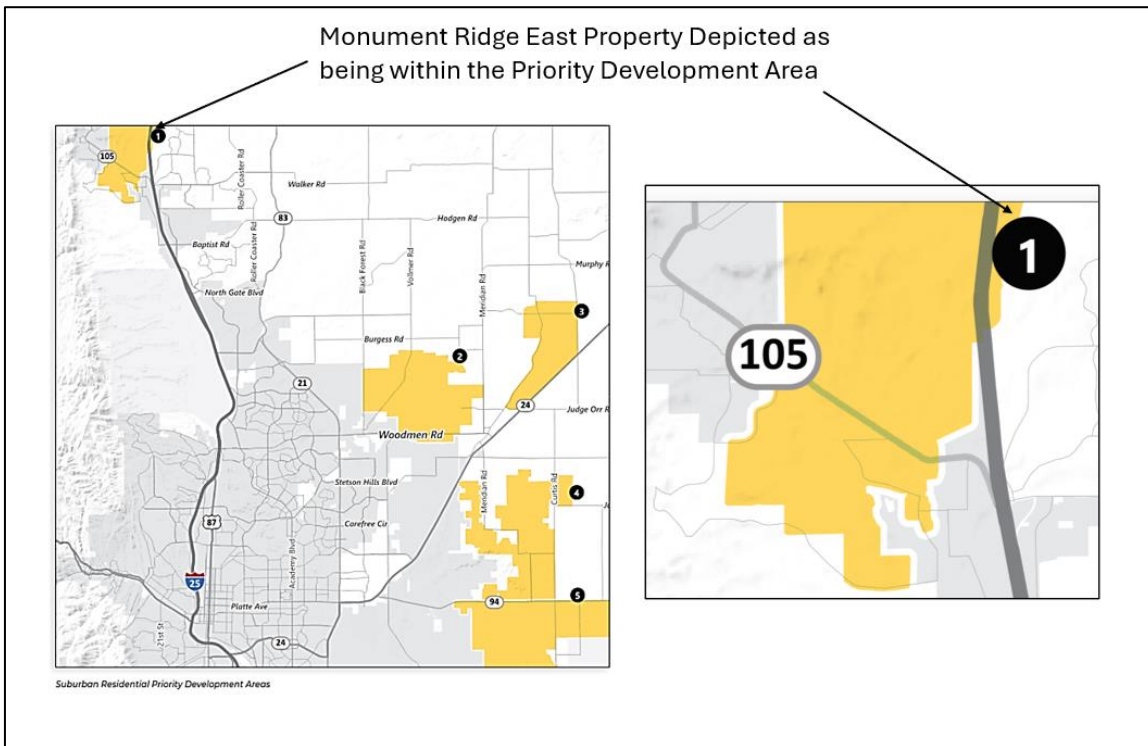 Monument Ridge East Property Depicted as
being within the Priority Development Area
1
105
Roller Coaster Rd
Walker Rd
83
Hodgen Rd
Baptist Rd
Roller Coaster Rd
Black Forest Rd
Vollmer Rd
Meridian Rd
Murphy R
North Gate Blvd
3
Burgess Rd
2
21
24
Judge Orr R
Woodmen Rd
Stetson Hills Blvd
Meridian Rd
Curtis Rd
4
87
Carefree Cir
Academy Blvd
25
Platte Ave
94
5
21st St
24
Suburban Residential Priority Development Areas
1
105